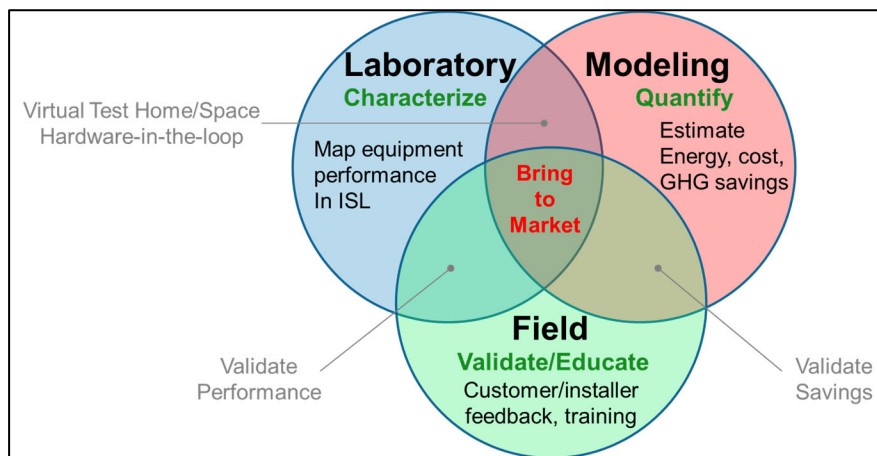 Laboratory
Characterize
Map equipment
performance
In ISL
Modeling
Quantify
Estimate
Energy, cost,
GHG savings
Virtual Test Home/Space
Hardware-in-the-loop
Bring
to
Market
Field
Validate/Educate
Customer/installer
feedback, training
Validate
Performance
Validate
Savings